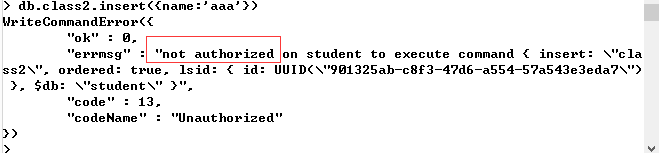 > db.class2.insert({name:'aaa'})
WriteCommandError({
"ok" : 0,
"errmsg" : "not authorized on student to execute command { insert: \"cla
ss2\", ordered: true, lsid: { id: UUID(\"901325ab-c8f3-47d6-a554-57a543e3eda7\")
}, $db: \"student\" }",
"code" : 13,
"codeName" : "Unauthorized"
})
>